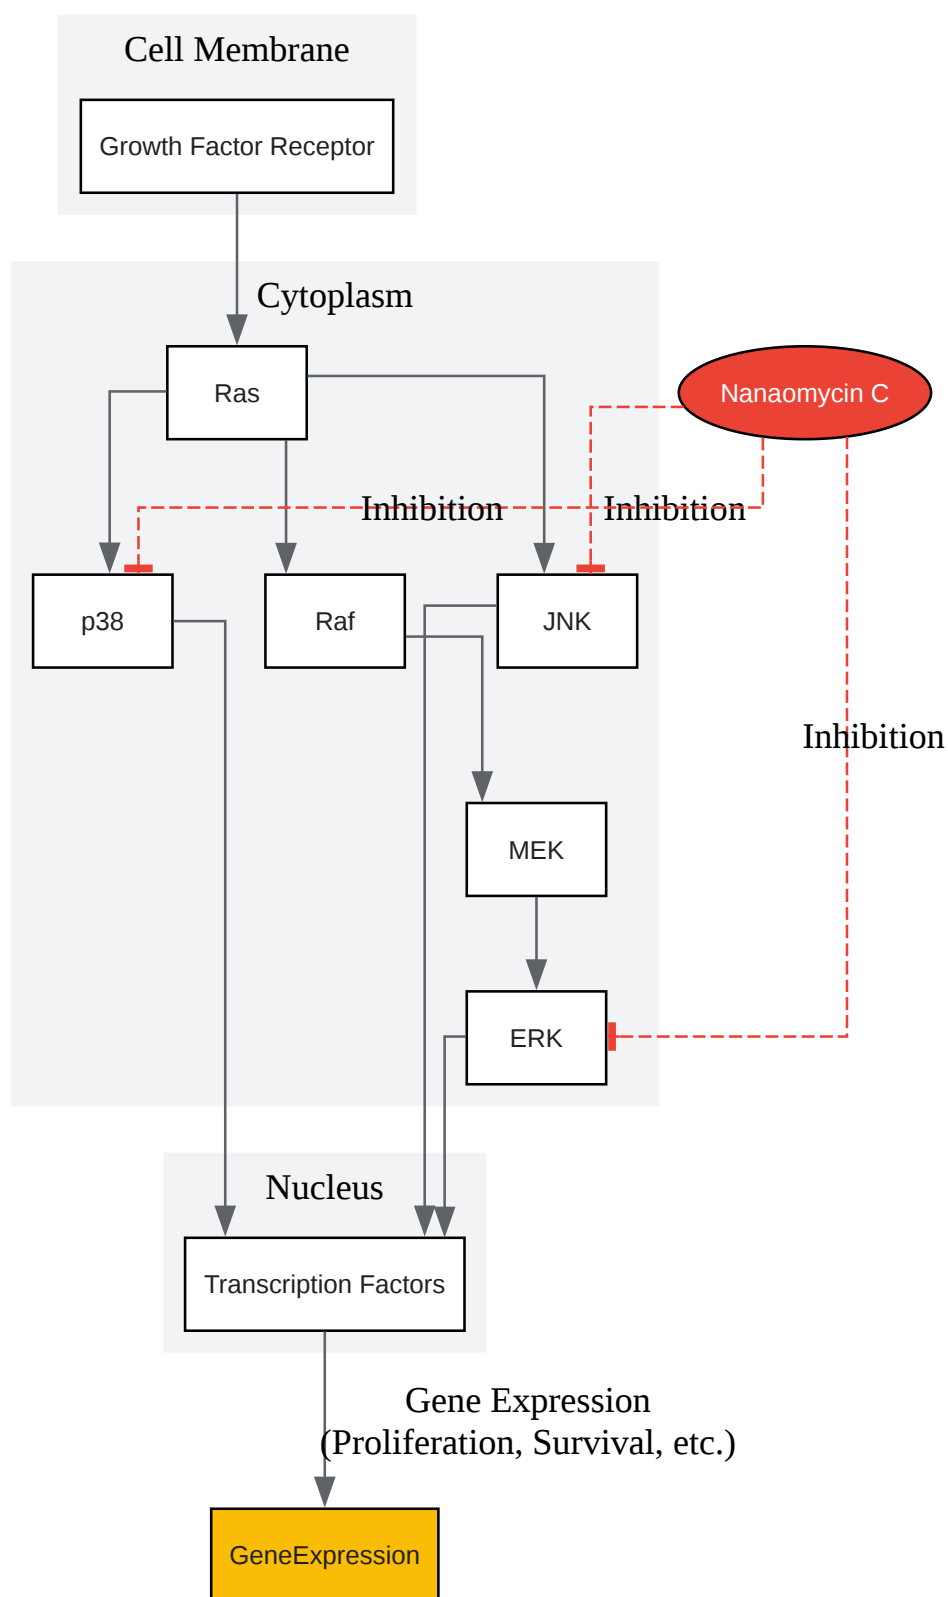 Cell Membrane
Growth Factor Receptor
Cytoplasm
Ras
Nanaomycin C
Inhibition
Inhibition
p38
Raf
JNK
Inhibition
MEK
ERK
Nucleus
Transcription Factors
Gene Expression
(Proliferation, Survival, etc.)
GeneExpression